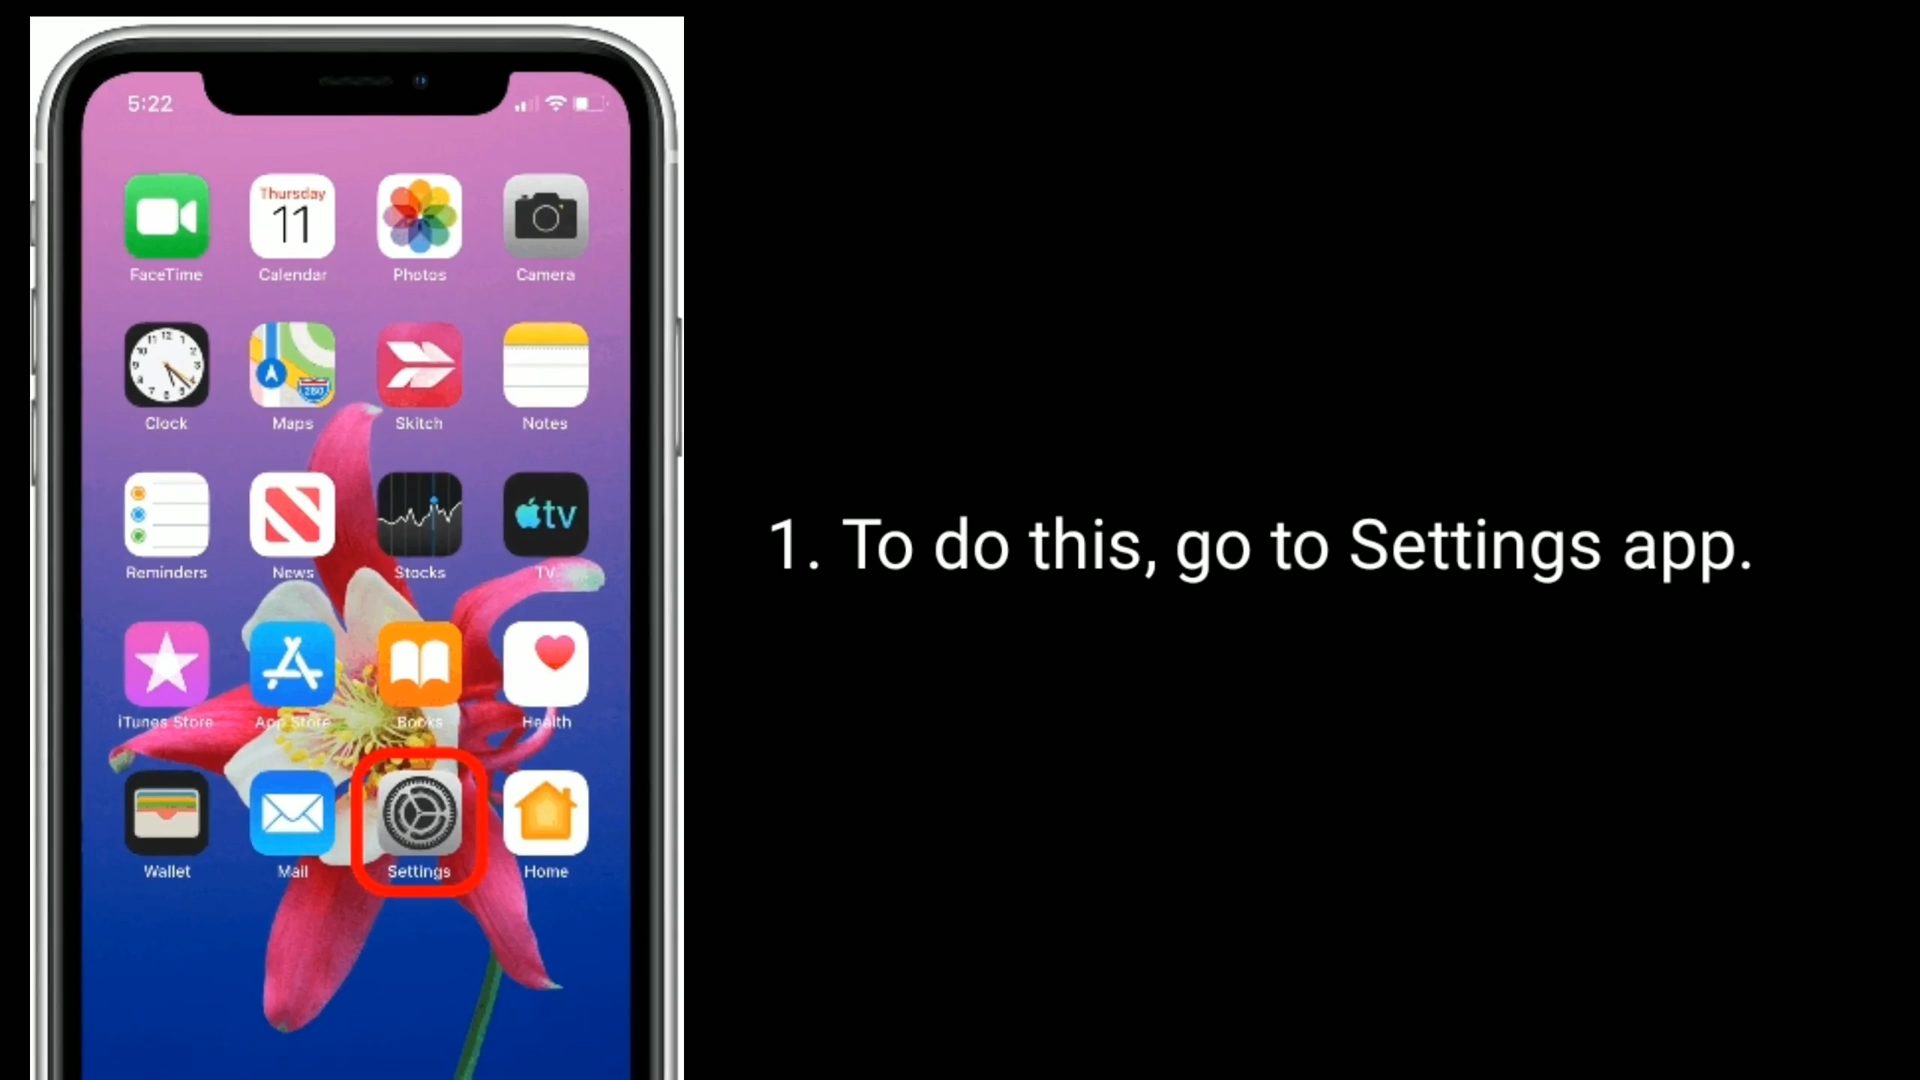 5:22
Thursday
11
FaceTime
Calendar
Photos
Camera
280
Clock
Maps
Skitch
Notes
tv
Reminders
News
Stocks
TV
iTunes Store
App Store
Books
Health
Wallet
Mail
Settings
Home
1. To do this, go to Settings app.